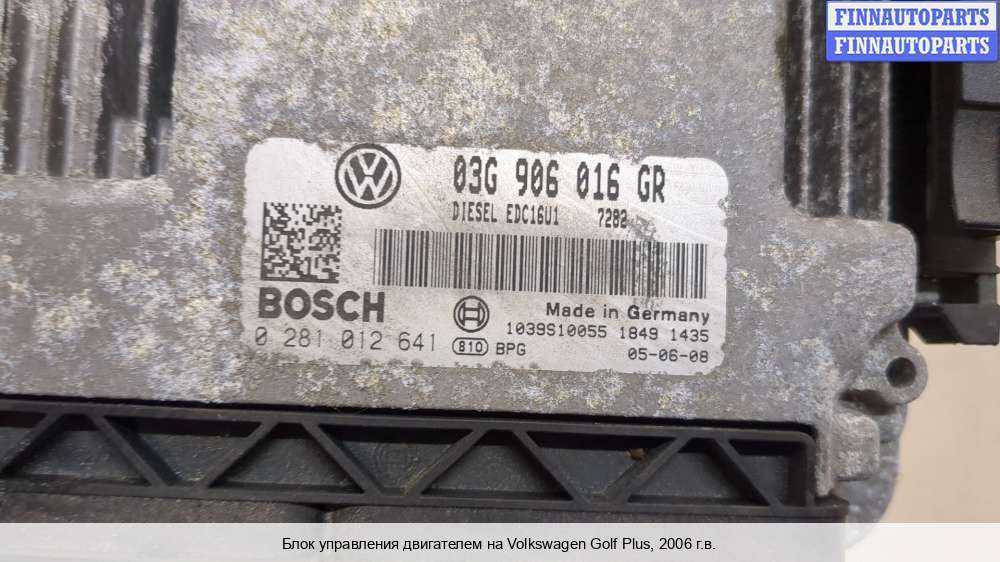 FINNAUTOPARTS
FINNAUTOPARTS
03G 906 016 GR
DIESEL EDC16U1 7282
BOSCH
Made in Germany
1039S10055 1849 1435
0 281 012 641 810 BPG 05-06-08
Блок управления двигателем на Volkswagen Golf Plus, 2006 г.в.